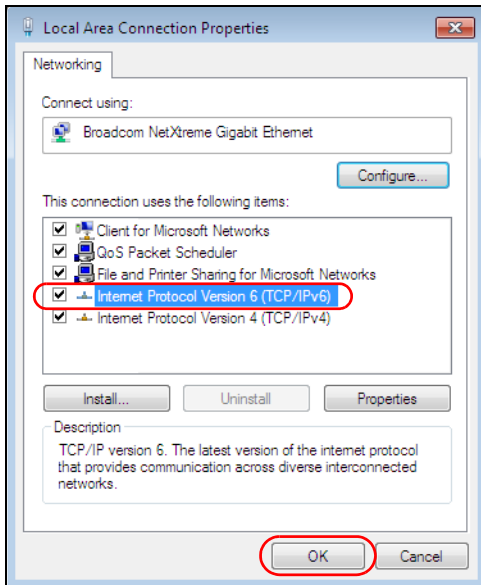 Local Area Connection Properties
Networking
Connect using:
Broadcom NetXtreme Gigabit Ethernet
Configure...
This connection uses the following items:
Client for Microsoft Networks
QoS Packet Scheduler
File and Printer Sharing for Microsoft Networks
Internet Protocol Version 6 (TCP/IPv6)
Internet Protocol Version 4 (TCP/IPv4)
Install...
Uninstall
Properties
Description
TCP/IP version 6. The latest version of the internet protocol
that provides communication across diverse interconnected
networks.
OK
Cancel